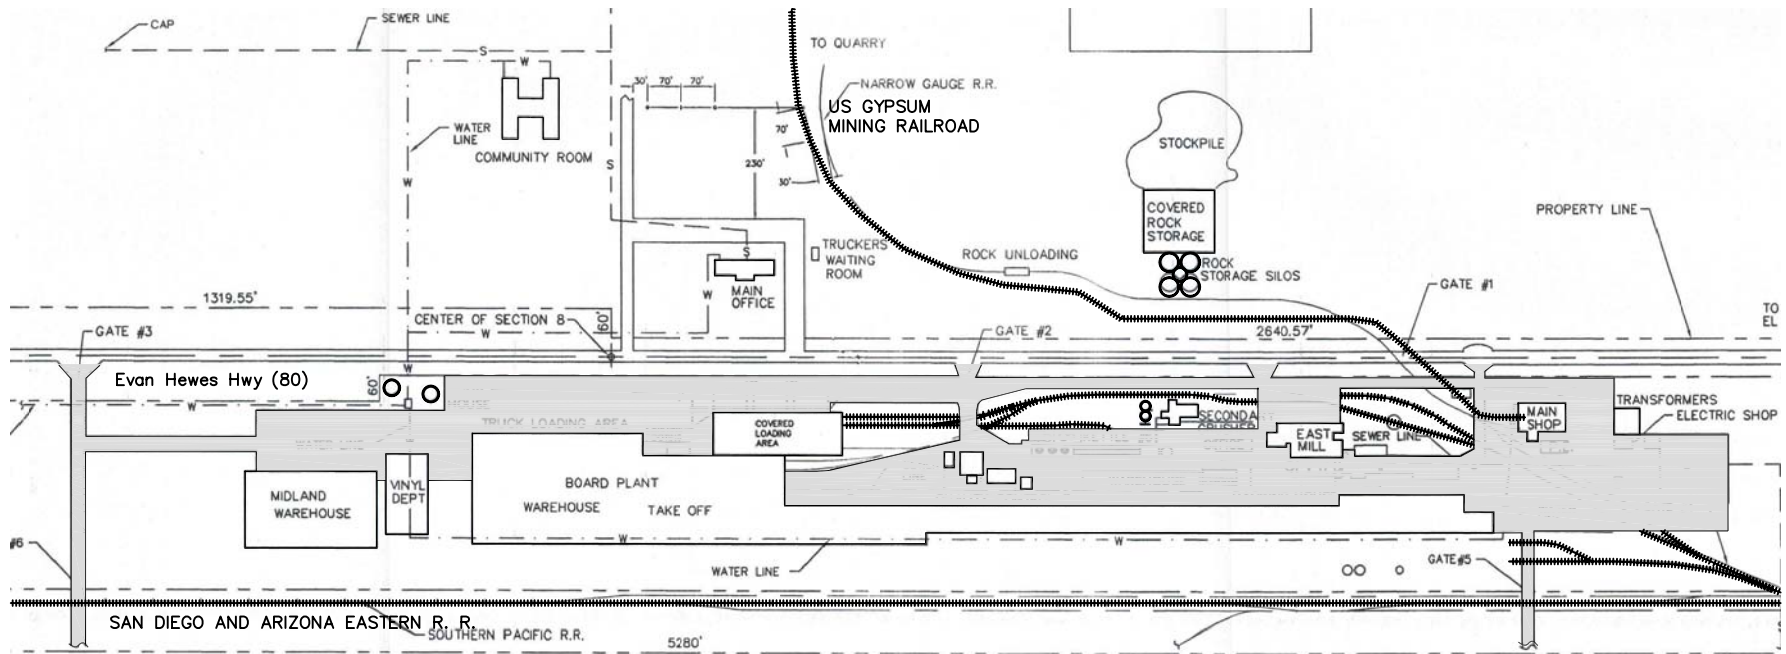 CAP
SEWER LINE
S
W
TO QUARRY
30' 70' 70'
NARROW GAUGE R.R.
US GYPSUM
MINING RAILROAD
70'
WATER
LINE
COMMUNITY ROOM
STOCKPILE
S
230'
W
30'
COVERED
ROCK
STORAGE
PROPERTY LINE
S
TRUCKERS
WAITING
ROOM
ROCK UNLOADING
ROCK
STORAGE SILOS
MAIN
OFFICE
W
GATE #1
1319.55'
CENTER OF SECTION 8
60'
W
GATE #3
GATE #2
2640.57'
TO
EL
W
Evan Hewes Hwy (80)
60'
W
HOUSE
TRUCK LOADING AREA
COVERED
LOADING
AREA
SECONDA
CRUSHER
MAIN
SHOP
TRANSFORMERS
ELECTRIC SHOP
WATER LINE
EAST
MILL
SEWER LINE
LINE
VINYL
DEPT
BOARD PLANT
MIDLAND
WAREHOUSE
WAREHOUSE
TAKE OFF
#6
W
W
WATER LINE
GATE #5
SAN DIEGO AND ARIZONA EASTERN R. R.
SOUTHERN PACIFIC R.R.
5280'